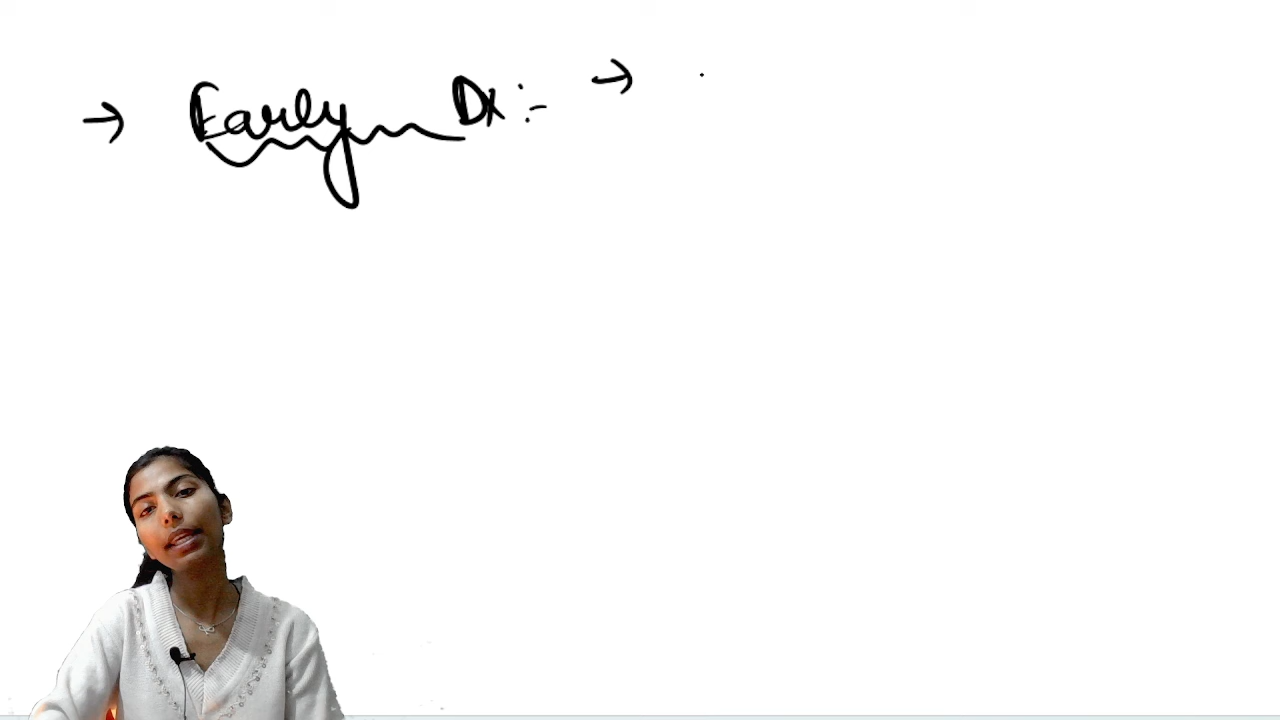 → Early Dx :- →